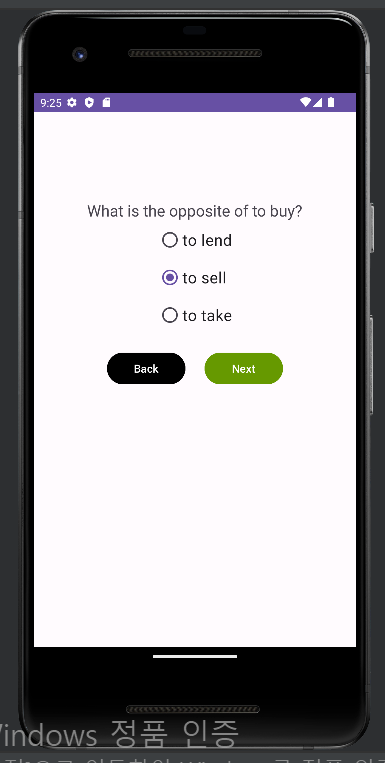 9:25
What is the opposite of to buy?
to lend
to sell
to take
Back Next
Windows 정품 인증